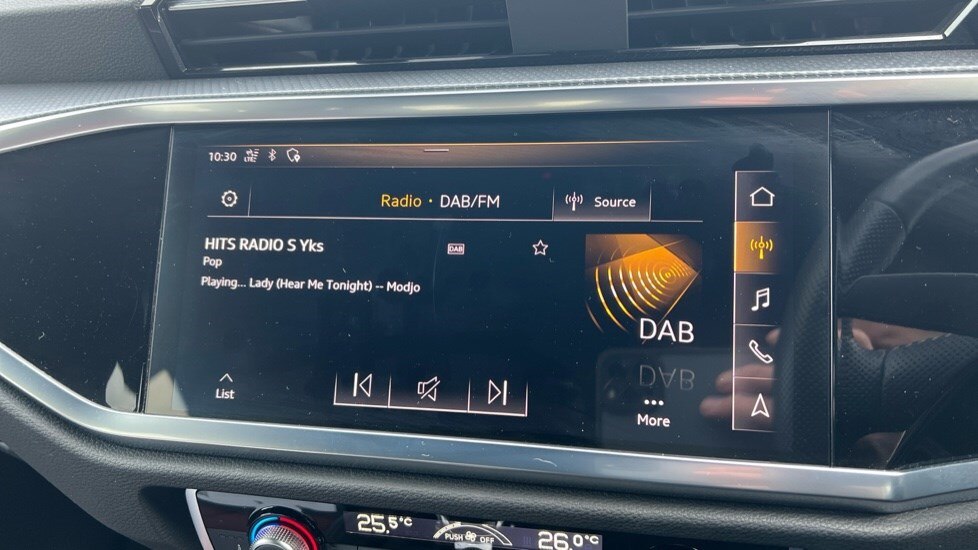 10:30 LTE
Radio · DAB/FM
Source
HITS RADIO S Yks
DAB
Pop
Playing... Lady (Hear Me Tonight) -- Modjo
DAB
List
More
25.5°C
PUSH OFF
26.0°C